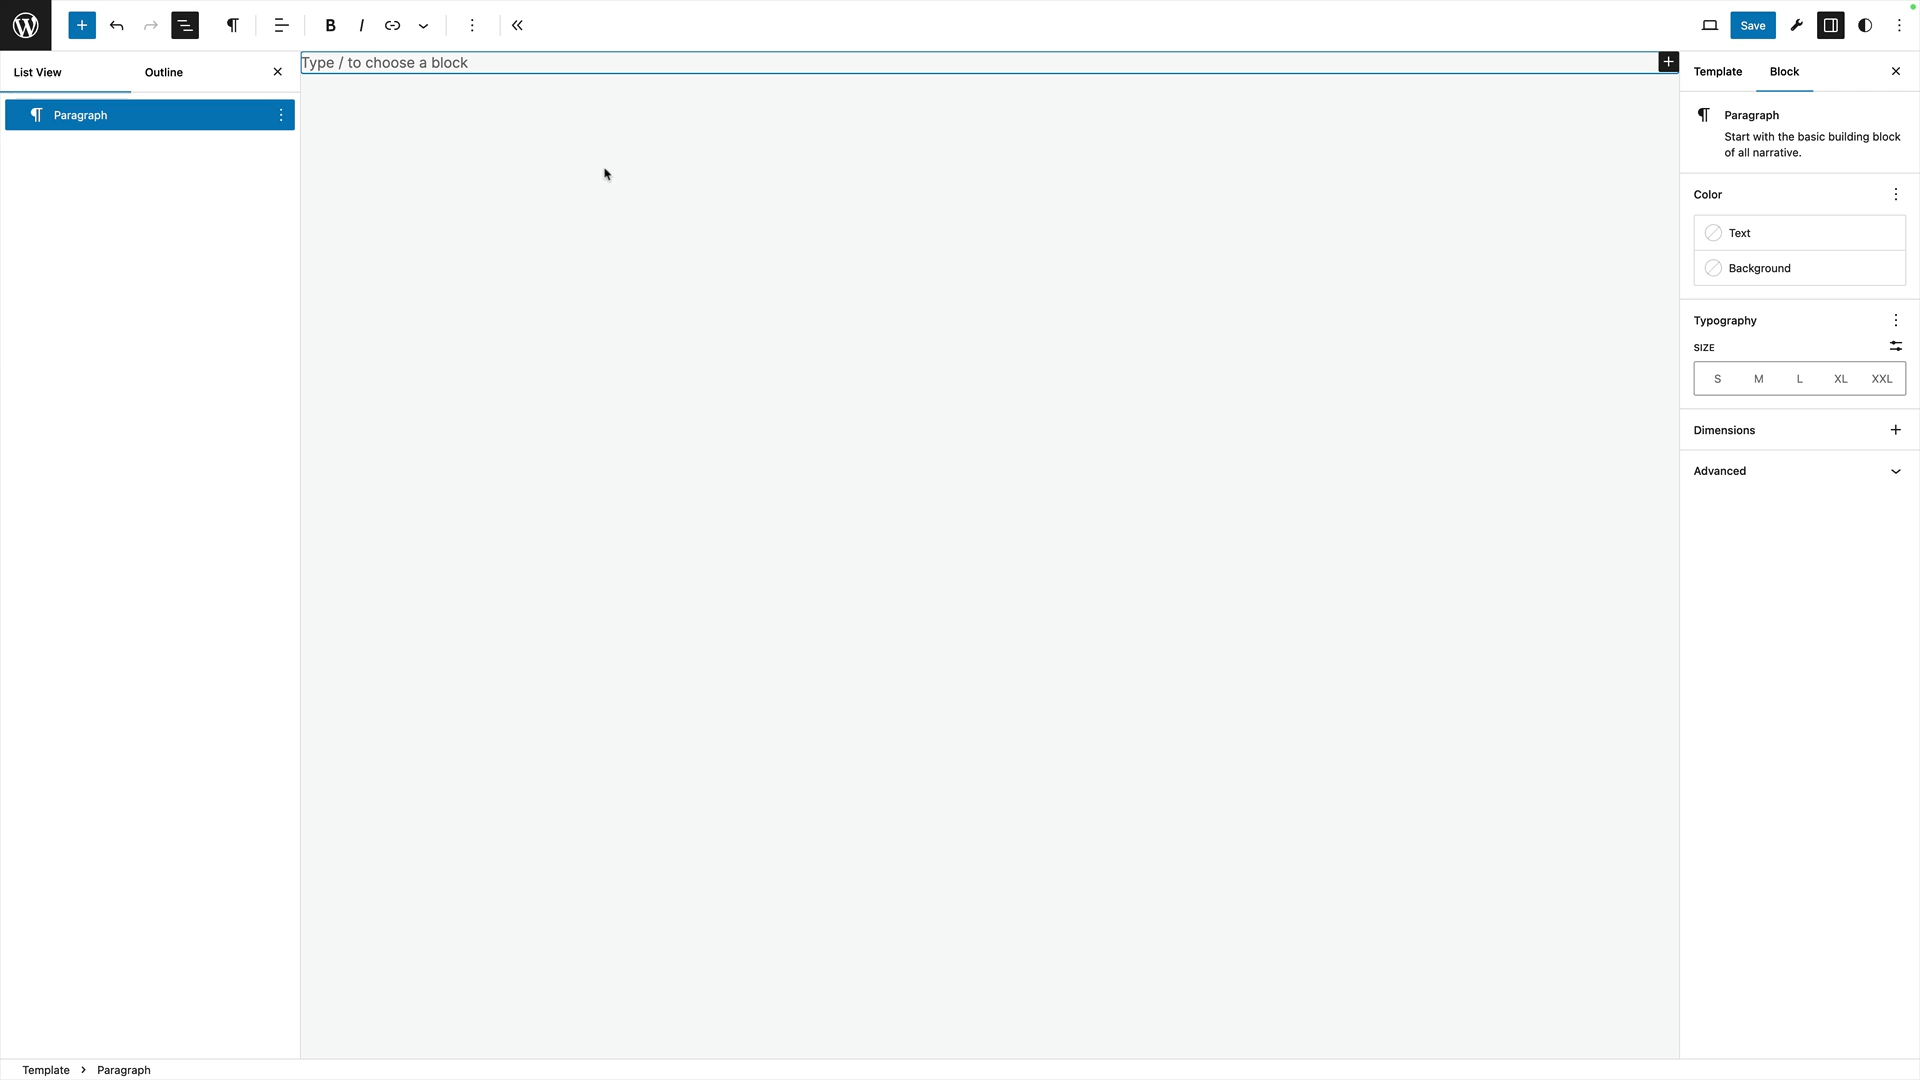 B I
Save
List View Outline
Type / to choose a block
Template Block
Paragraph
Paragraph
Start with the basic building block
of all narrative.
Color
Text
Background
Typography
SIZE
S M L XL XXL
Dimensions
Advanced
Template > Paragraph